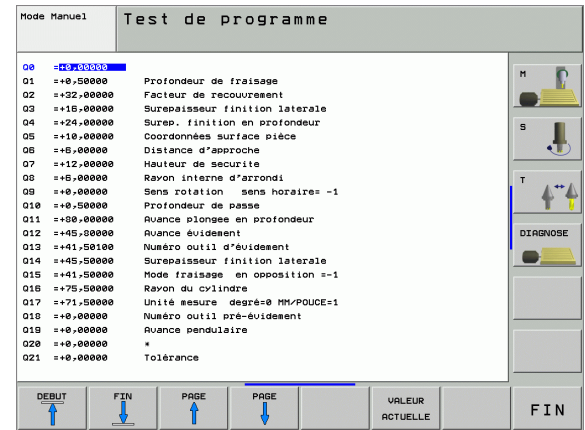 Mode Manuel
Test de programme
Q0 =+0,00000
Q1 =+0,50000 Profondeur de fraisage
Q2 =+32,00000 Facteur de recouvrement
Q3 =+16,00000 Surepaisseur finition laterale
Q4 =+24,00000 Surep. finition en profondeur
Q5 =+10,00000 Coordonnées surface pièce
Q6 =+6,00000 Distance d'approche
Q7 =+12,00000 Hauteur de securite
Q8 =+6,00000 Rayon interne d'arrondi
Q9 =+0,00000 Sens rotation sens horaire= -1
Q10 =+0,50000 Profondeur de passe
Q11 =+80,00000 Avance plongee en profondeur
Q12 =+45,80000 Avance évidement
Q13 =+41,50100 Numéro outil d'évidement
Q14 =+45,50000 Surepaisseur finition laterale
Q15 =+41,50000 Mode fraisage en opposition =-1
Q16 =+75,50000 Rayon du cylindre
Q17 =+71,50000 Unité mesure degré=0 MM/POUCE=1
Q18 =+0,00000 Numéro outil pré-évidement
Q19 =+0,00000 Avance pendulaire
Q20 =+0,00000 *
Q21 =+0,00000 Tolérance
M
S
T
DIAGNOSE
DEBUT
FIN
PAGE
PAGE
VALEUR
ACTUELLE
FIN